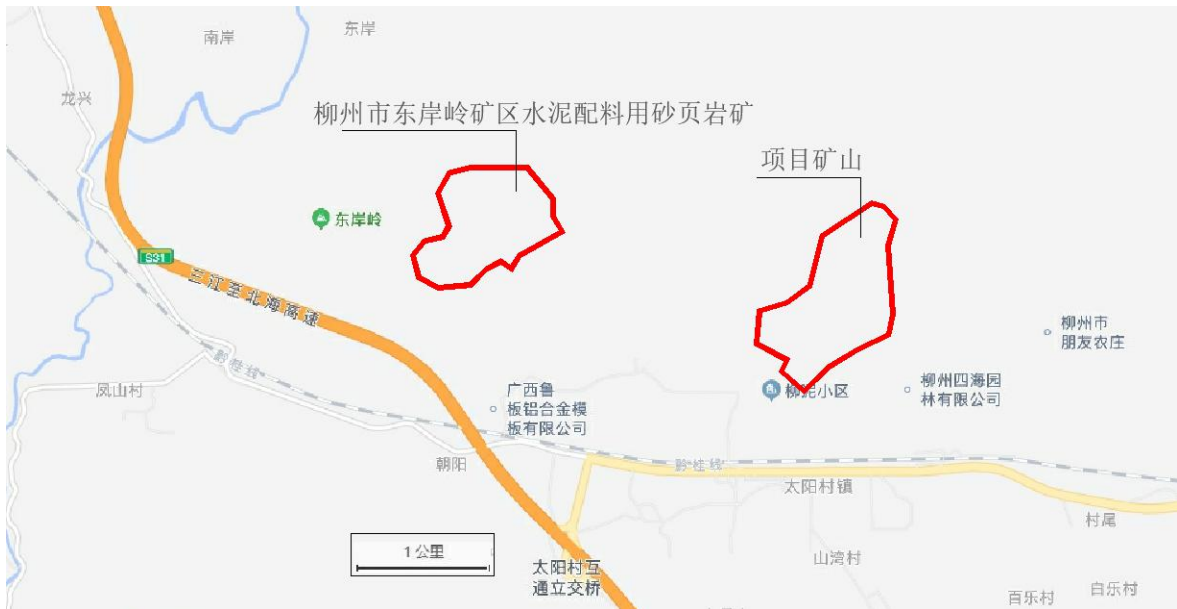 东岸
南岸
龙兴
柳州市东岸岭矿区水泥配料用砂页岩矿
项目矿山
东岸岭
S31
三江至北海高速
黔桂线
凤山村
广西鲁
板铝合金模
板有限公司
柳州市
朋友农庄
柳泥小区
柳州四海园
林有限公司
朝阳
黔桂线
太阳村镇
村尾
1公里
太阳村互
通立交桥
山湾村
百乐村
自乐村